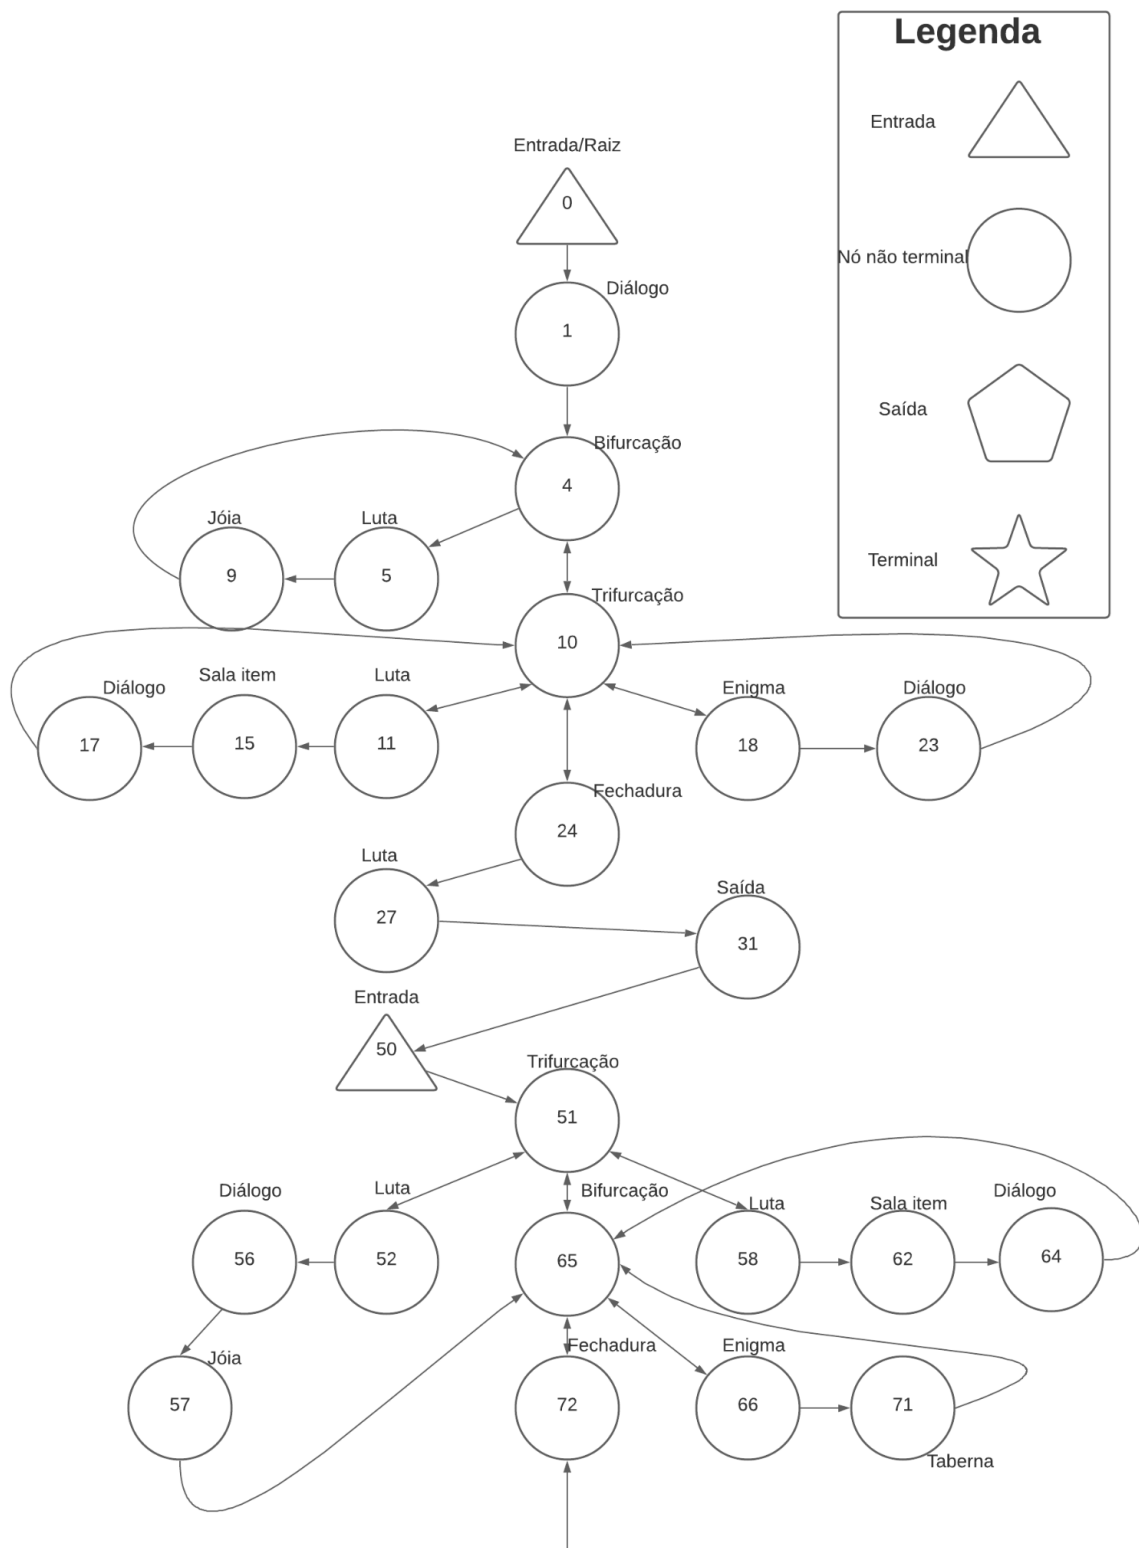 Legenda
Entrada
Nó não terminal
Saída
Terminal
Entrada/Raiz
0
Diálogo
1
Bifurcação
4
Jóia
Luta
9
5
Trifurcação
10
Diálogo
Sala item
Luta
Enigma
Diálogo
17
15
11
18
23
Fechadura
24
Luta
27
Saída
31
Entrada
50
Trifurcação
51
Diálogo
Luta
Bifurcação
Luta
Sala item
Diálogo
56
52
65
58
62
64
Jóia
Fechadura
Enigma
57
72
66
71
Taberna